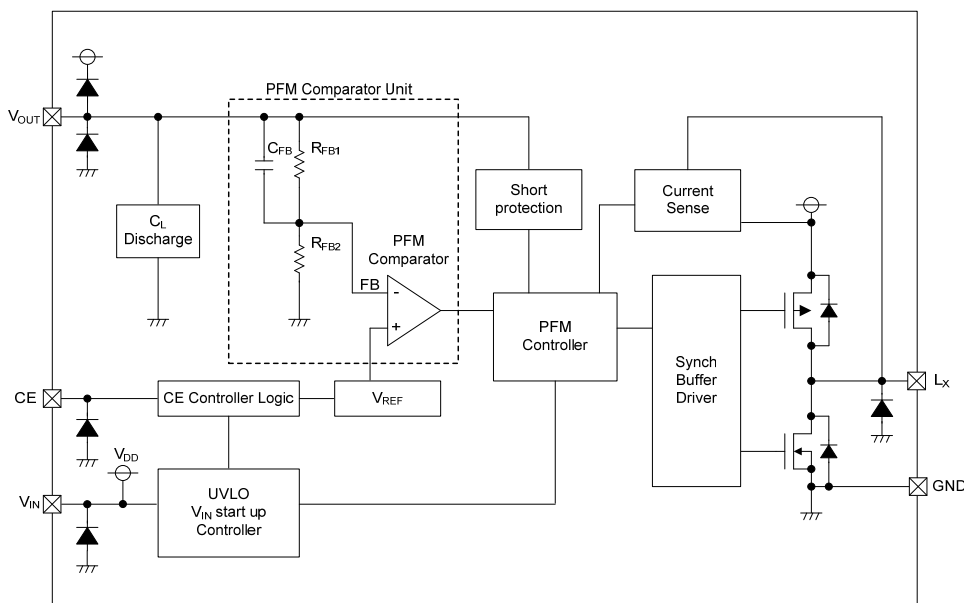 PFM Comparator Unit
VOUT
CFB
RFB1
Short
protection
Current
Sense
CL
Discharge
RFB2
PFM
Comparator
FB
-
+
PFM
Controller
Synch
Buffer
Driver
LX
CE
CE Controller Logic
VREF
VDD
VIN
UVLO
VIN start up
Controller
GND